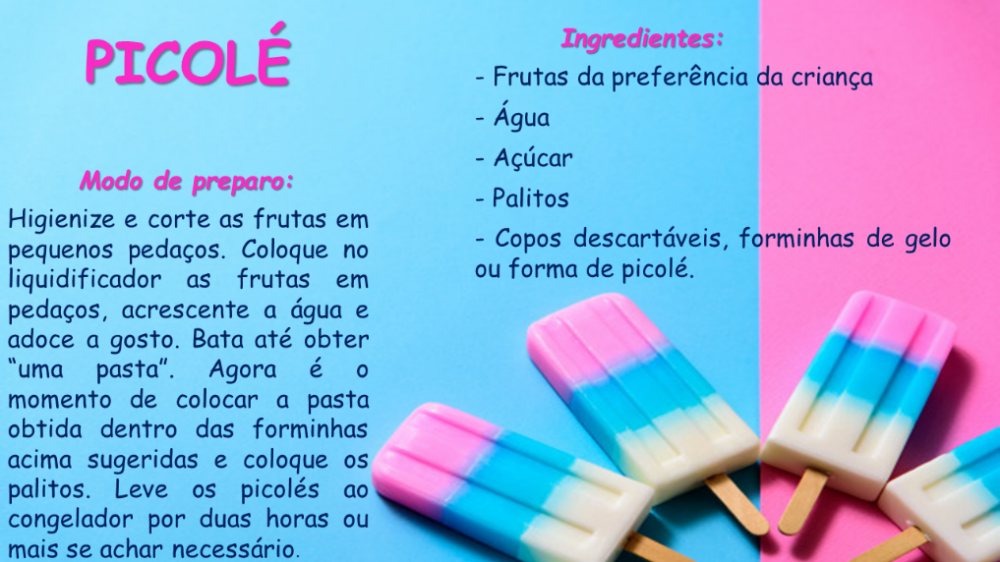 PICOLÉ
Ingredientes:
- Frutas da preferência da criança
- Água
- Açúcar
- Palitos
- Copos descartáveis, forminhas de gelo
ou forma de picolé.
Modo de preparo:
Higienize e corte as frutas em
pequenos pedaços. Coloque no
liquidificador as frutas em
pedaços, acrescente a água e
adoce a gosto. Bata até obter
“uma pasta”. Agora é o
momento de colocar a pasta
obtida dentro das forminhas
acima sugeridas e coloque os
palitos. Leve os picolés ao
congelador por duas horas ou
mais se achar necessário.